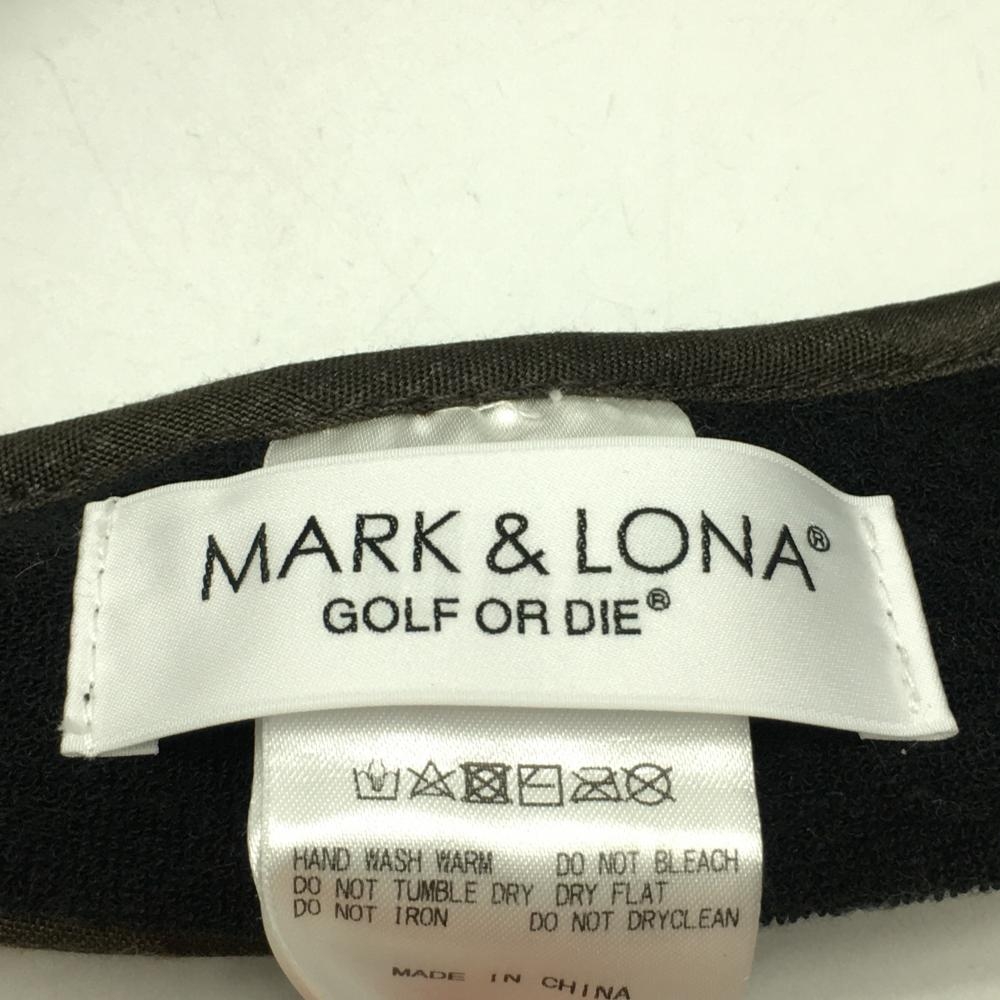 MARK & LONA®
GOLF OR DIE®
HAND WASH WARM DO NOT BLEACH
DO NOT TUMBLE DRY DRY FLAT
DO NOT IRON DO NOT DRYCLEAN
MADE IN CHINA